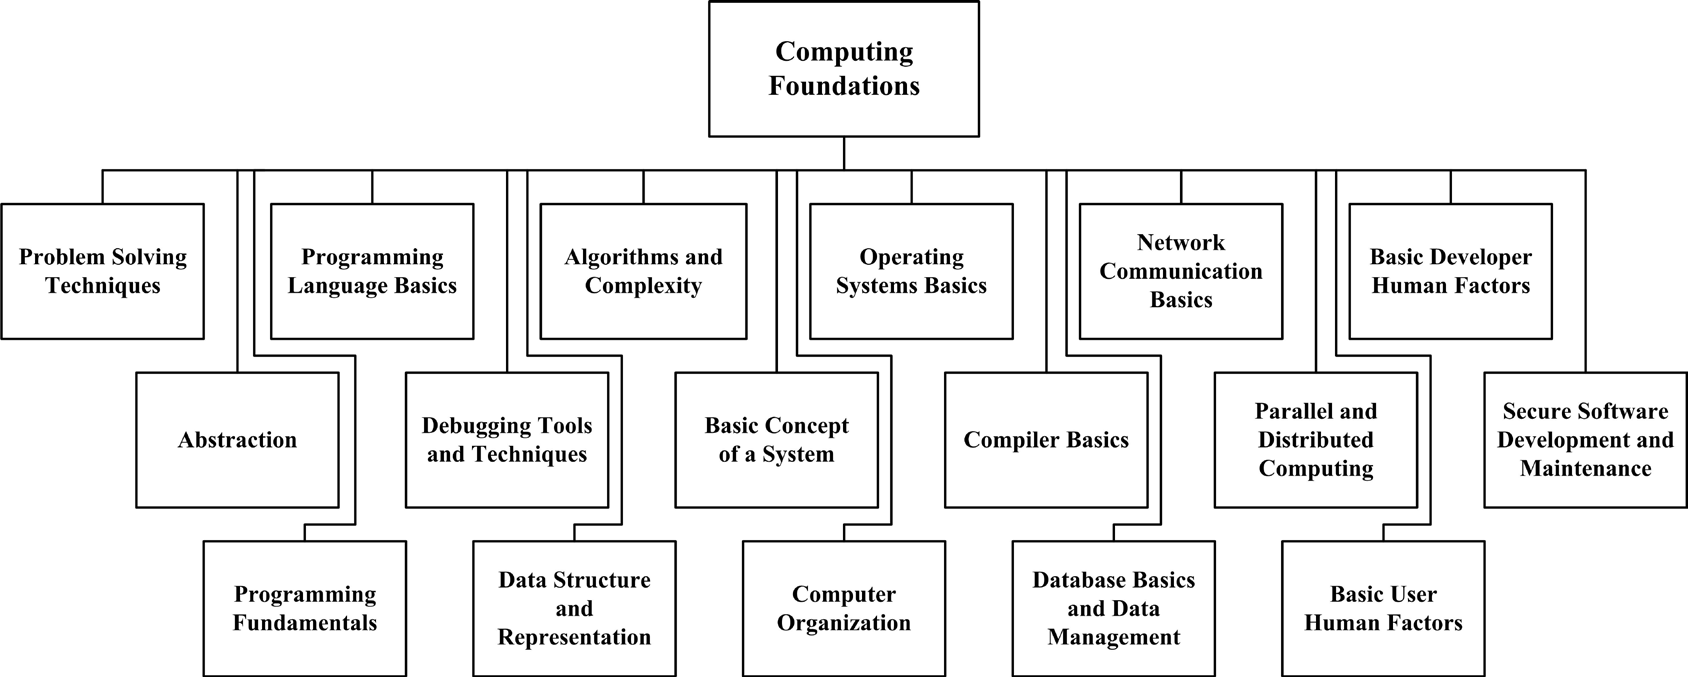 Computing
Foundations
Problem Solving
Techniques
Programming
Language Basics
Algorithms and
Complexity
Operating
Systems Basics
Network
Communication
Basics
Basic Developer
Human Factors
Abstraction
Debugging Tools
and Techniques
Basic Concept
of a System
Compiler Basics
Parallel and
Distributed
Computing
Secure Software
Development and
Maintenance
Programming
Fundamentals
Data Structure
and
Representation
Computer
Organization
Database Basics
and Data
Management
Basic User
Human Factors